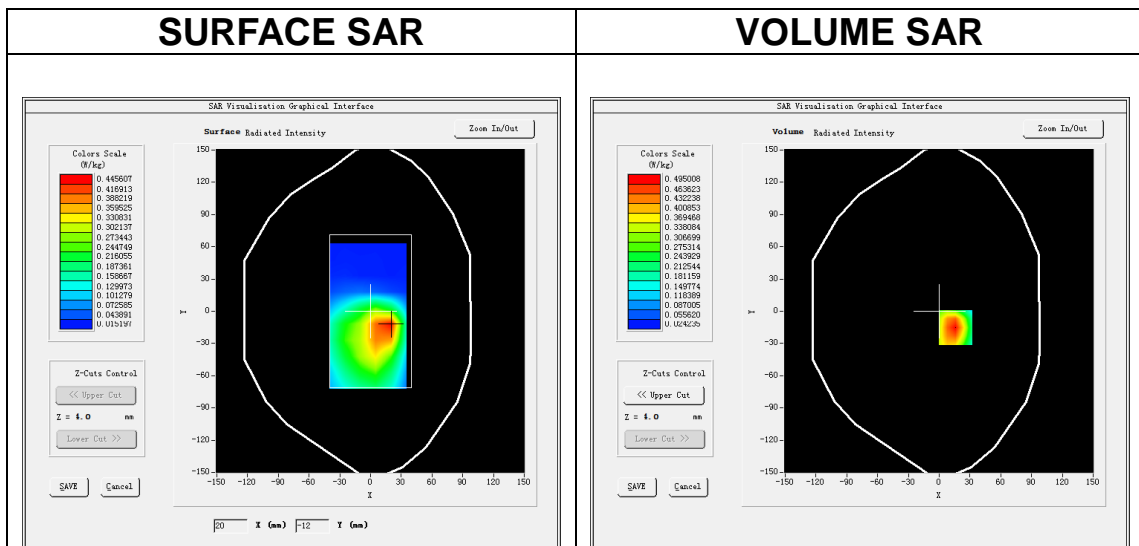 SURFACE SAR
VOLUME SAR
SAR Visualisation Graphical Interface
Surface Radiated Intensity
Zoom In/Out
Colors Scale
(W/kg)
0.445607
0.416913
0.388219
0.359525
0.330831
0.302137
0.273443
0.244749
0.216055
0.187361
0.158667
0.129973
0.101279
0.072585
0.043891
0.015197
Z-Cuts Control
<< Upper Cut
Z = 4.0 mm
Lower Cut >>
SAVE
Cancel
Y
150
120
90
60
30
0
-30
-60
-90
-120
-150
-150 -120 -90 -60 -30 0 30 60 90 120 150
X
20 X (mm) -12 Y (mm)
SAR Visualisation Graphical Interface
Volume Radiated Intensity
Zoom In/Out
Colors Scale
(W/kg)
0.495008
0.463623
0.432238
0.400853
0.369468
0.338084
0.306699
0.275314
0.243929
0.212544
0.181159
0.149774
0.118389
0.087005
0.055620
0.024235
Z-Cuts Control
<< Upper Cut
Z = 4.0 mm
Lower Cut >>
SAVE
Cancel
Y
150
120
90
60
30
0
-30
-60
-90
-120
-150
-150 -120 -90 -60 -30 0 30 60 90 120 150
X